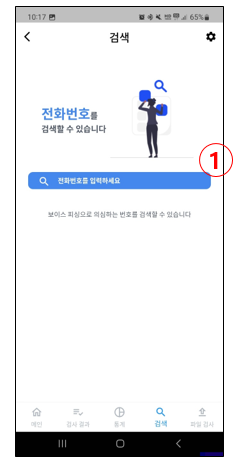 10:17 65%
검색
전화번호를
검색할 수 있습니다
1
전화번호를 입력하세요
보이스 피싱으로 의심하는 번호를 검색할 수 있습니다
메인 검사 결과 통계 검색 파일 검사